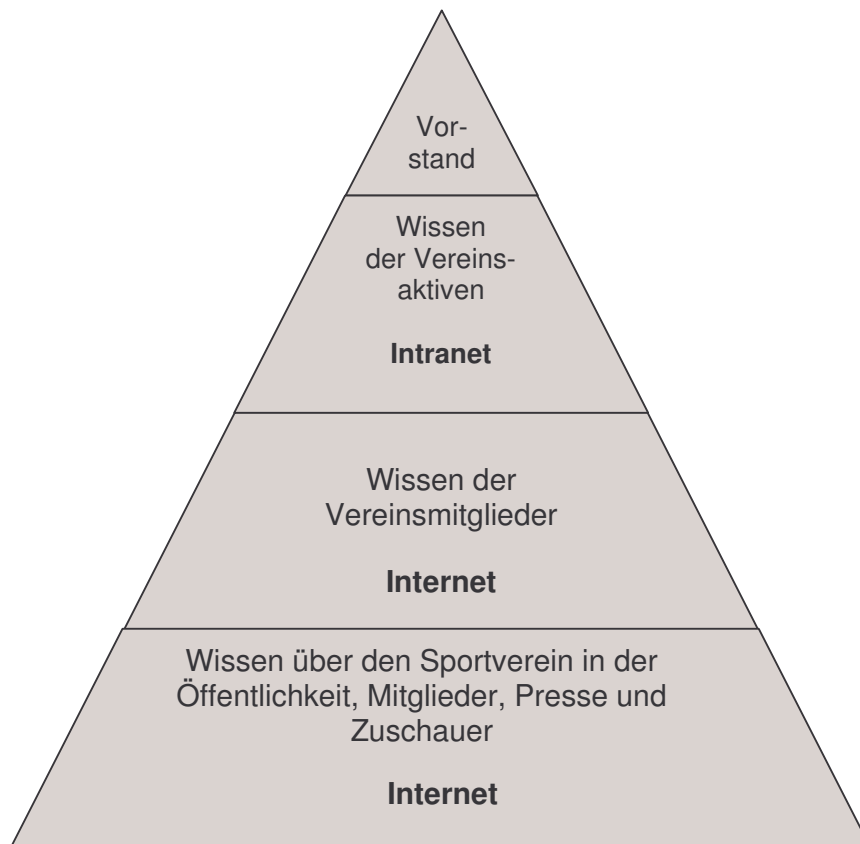 Vor-
stand
Wissen
der Vereins-
aktiven
Intranet
Wissen der
Vereinsmitglieder
Internet
Wissen über den Sportverein in der
Öffentlichkeit, Mitglieder, Presse und
Zuschauer
Internet